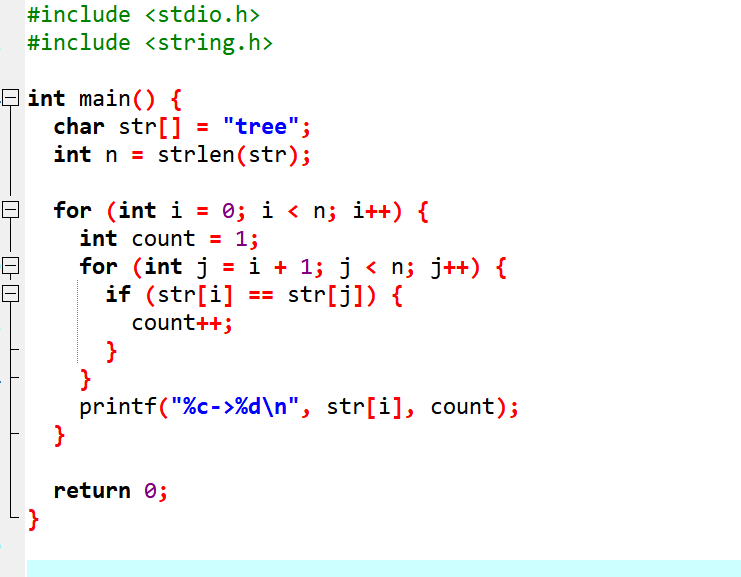 #include <stdio.h>
#include <string.h>

int main() {
  char str[] = "tree";
  int n = strlen(str);

  for (int i = 0; i < n; i++) {
    int count = 1;
    for (int j = i + 1; j < n; j++) {
      if (str[i] == str[j]) {
        count++;
      }
    }
    printf("%c->%d\n", str[i], count);
  }

  return 0;
}